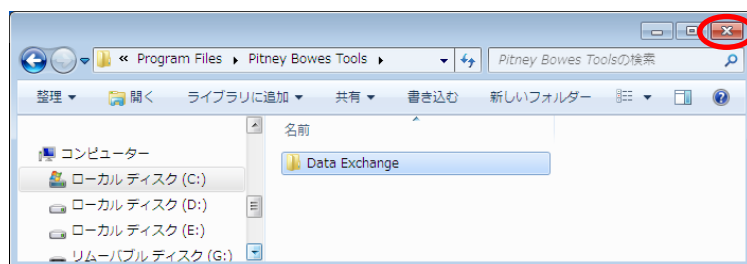 « Program Files Pitney Bowes Tools Pitney Bowes Toolsの検索
整理 開く ライブラリに追加 共有 書き込む 新しいフォルダー
名前
コンピューター
Data Exchange
ローカル ディスク (C:)
ローカル ディスク (D:)
ローカル ディスク (E:)
リムーバブル ディスク (G:)